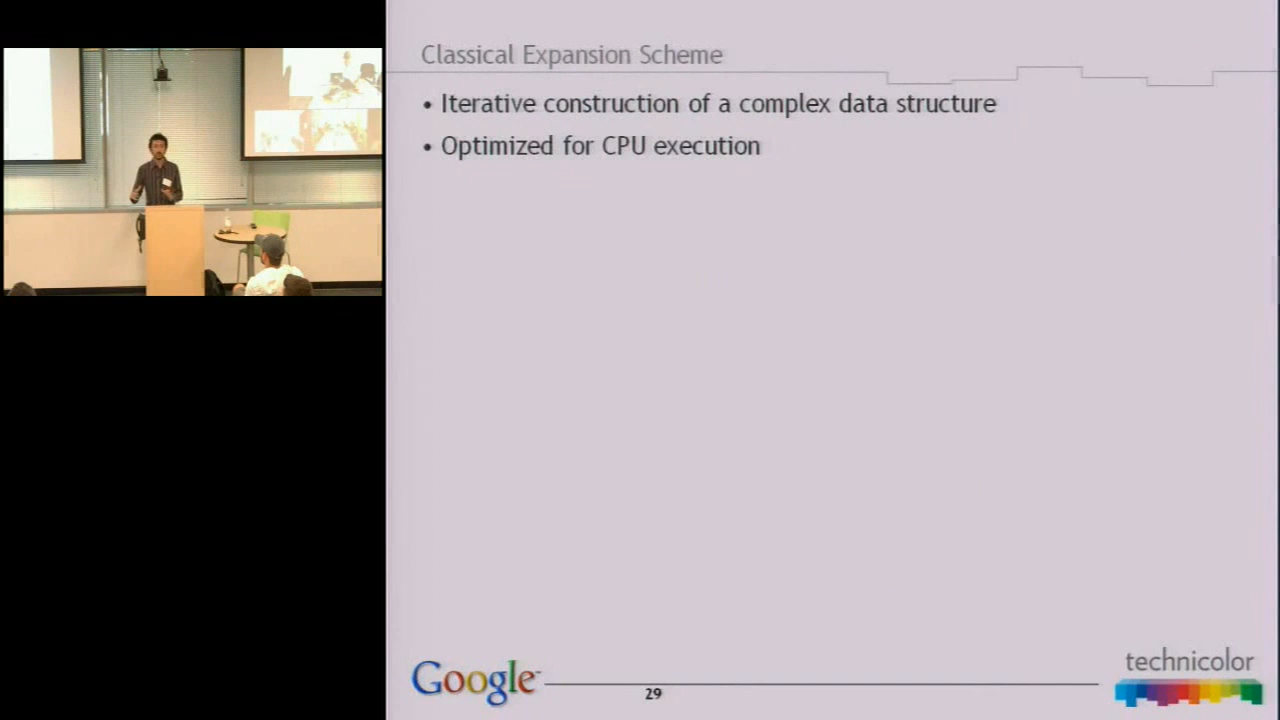 Classical Expansion Scheme
• Iterative construction of a complex data structure
• Optimized for CPU execution
Google
29
technicolor